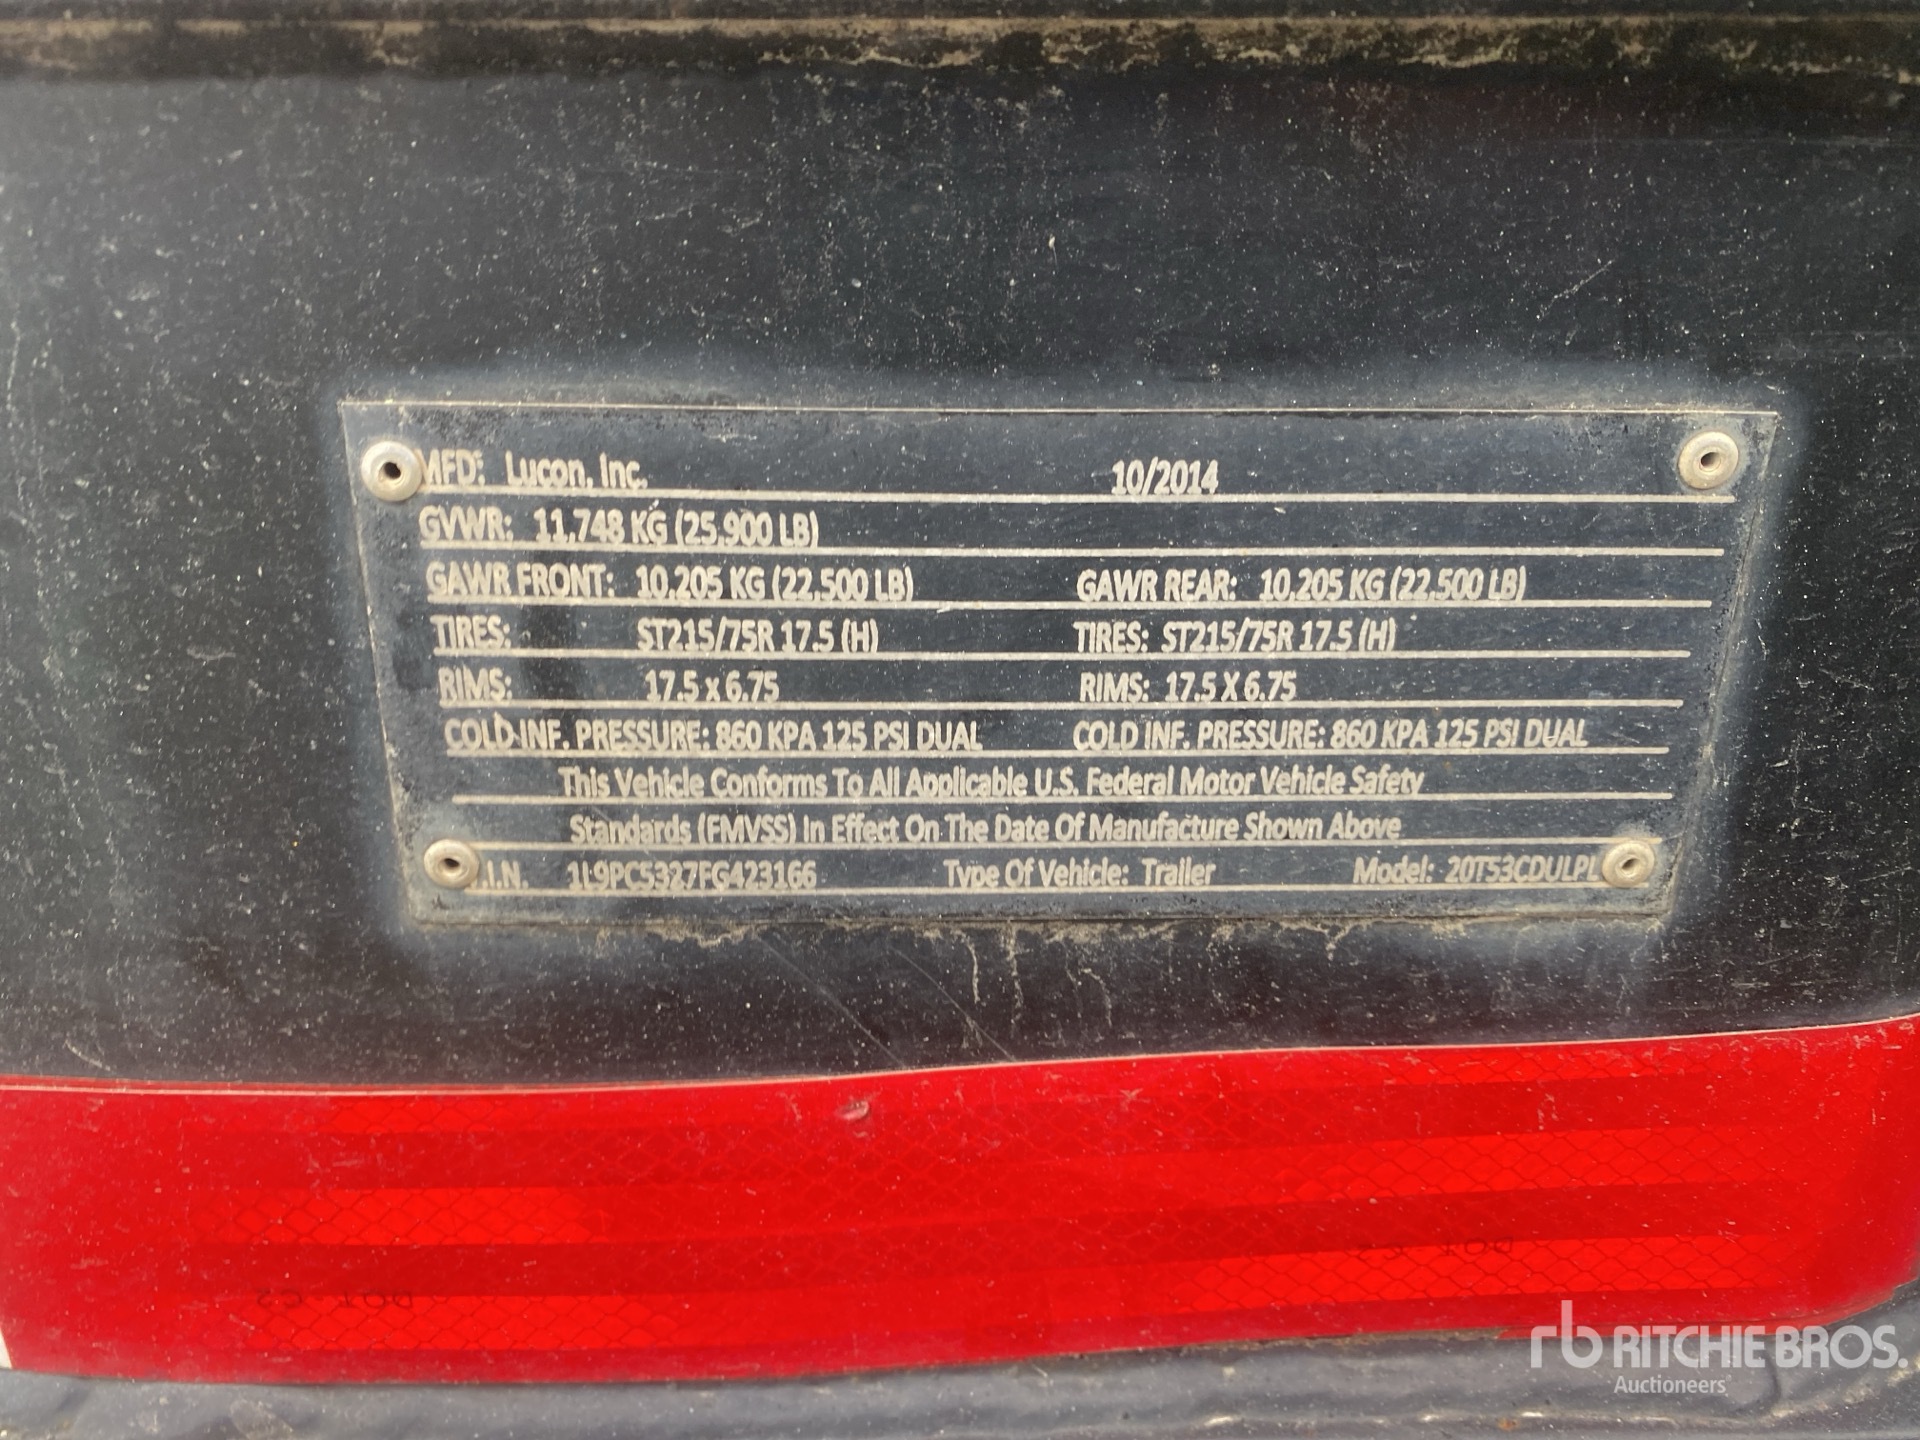 MFD: Lucon, Inc. 10/2014
GVWR: 11,748 KG (25,900 LB)
GAWR FRONT: 10,205 KG (22,500 LB) GAWR REAR: 10,205 KG (22,500 LB)
TIRES: ST215/75R 17.5 (H) TIRES: ST215/75R 17.5 (H)
RIMS: 17.5 x 6.75 RIMS: 17.5 X 6.75
COLD INF. PRESSURE: 860 KPA 125 PSI DUAL COLD INF. PRESSURE: 860 KPA 125 PSI DUAL
This Vehicle Conforms To All Applicable U.S. Federal Motor Vehicle Safety
Standards (FMVSS) In Effect On The Date Of Manufacture Shown Above
.I.N. 1L9PC5327FG423166 Type Of Vehicle: Trailer Model: 20T53CDULPL
DOT-C2
DOT-C2
rb RITCHIE BROS.
Auctioneers